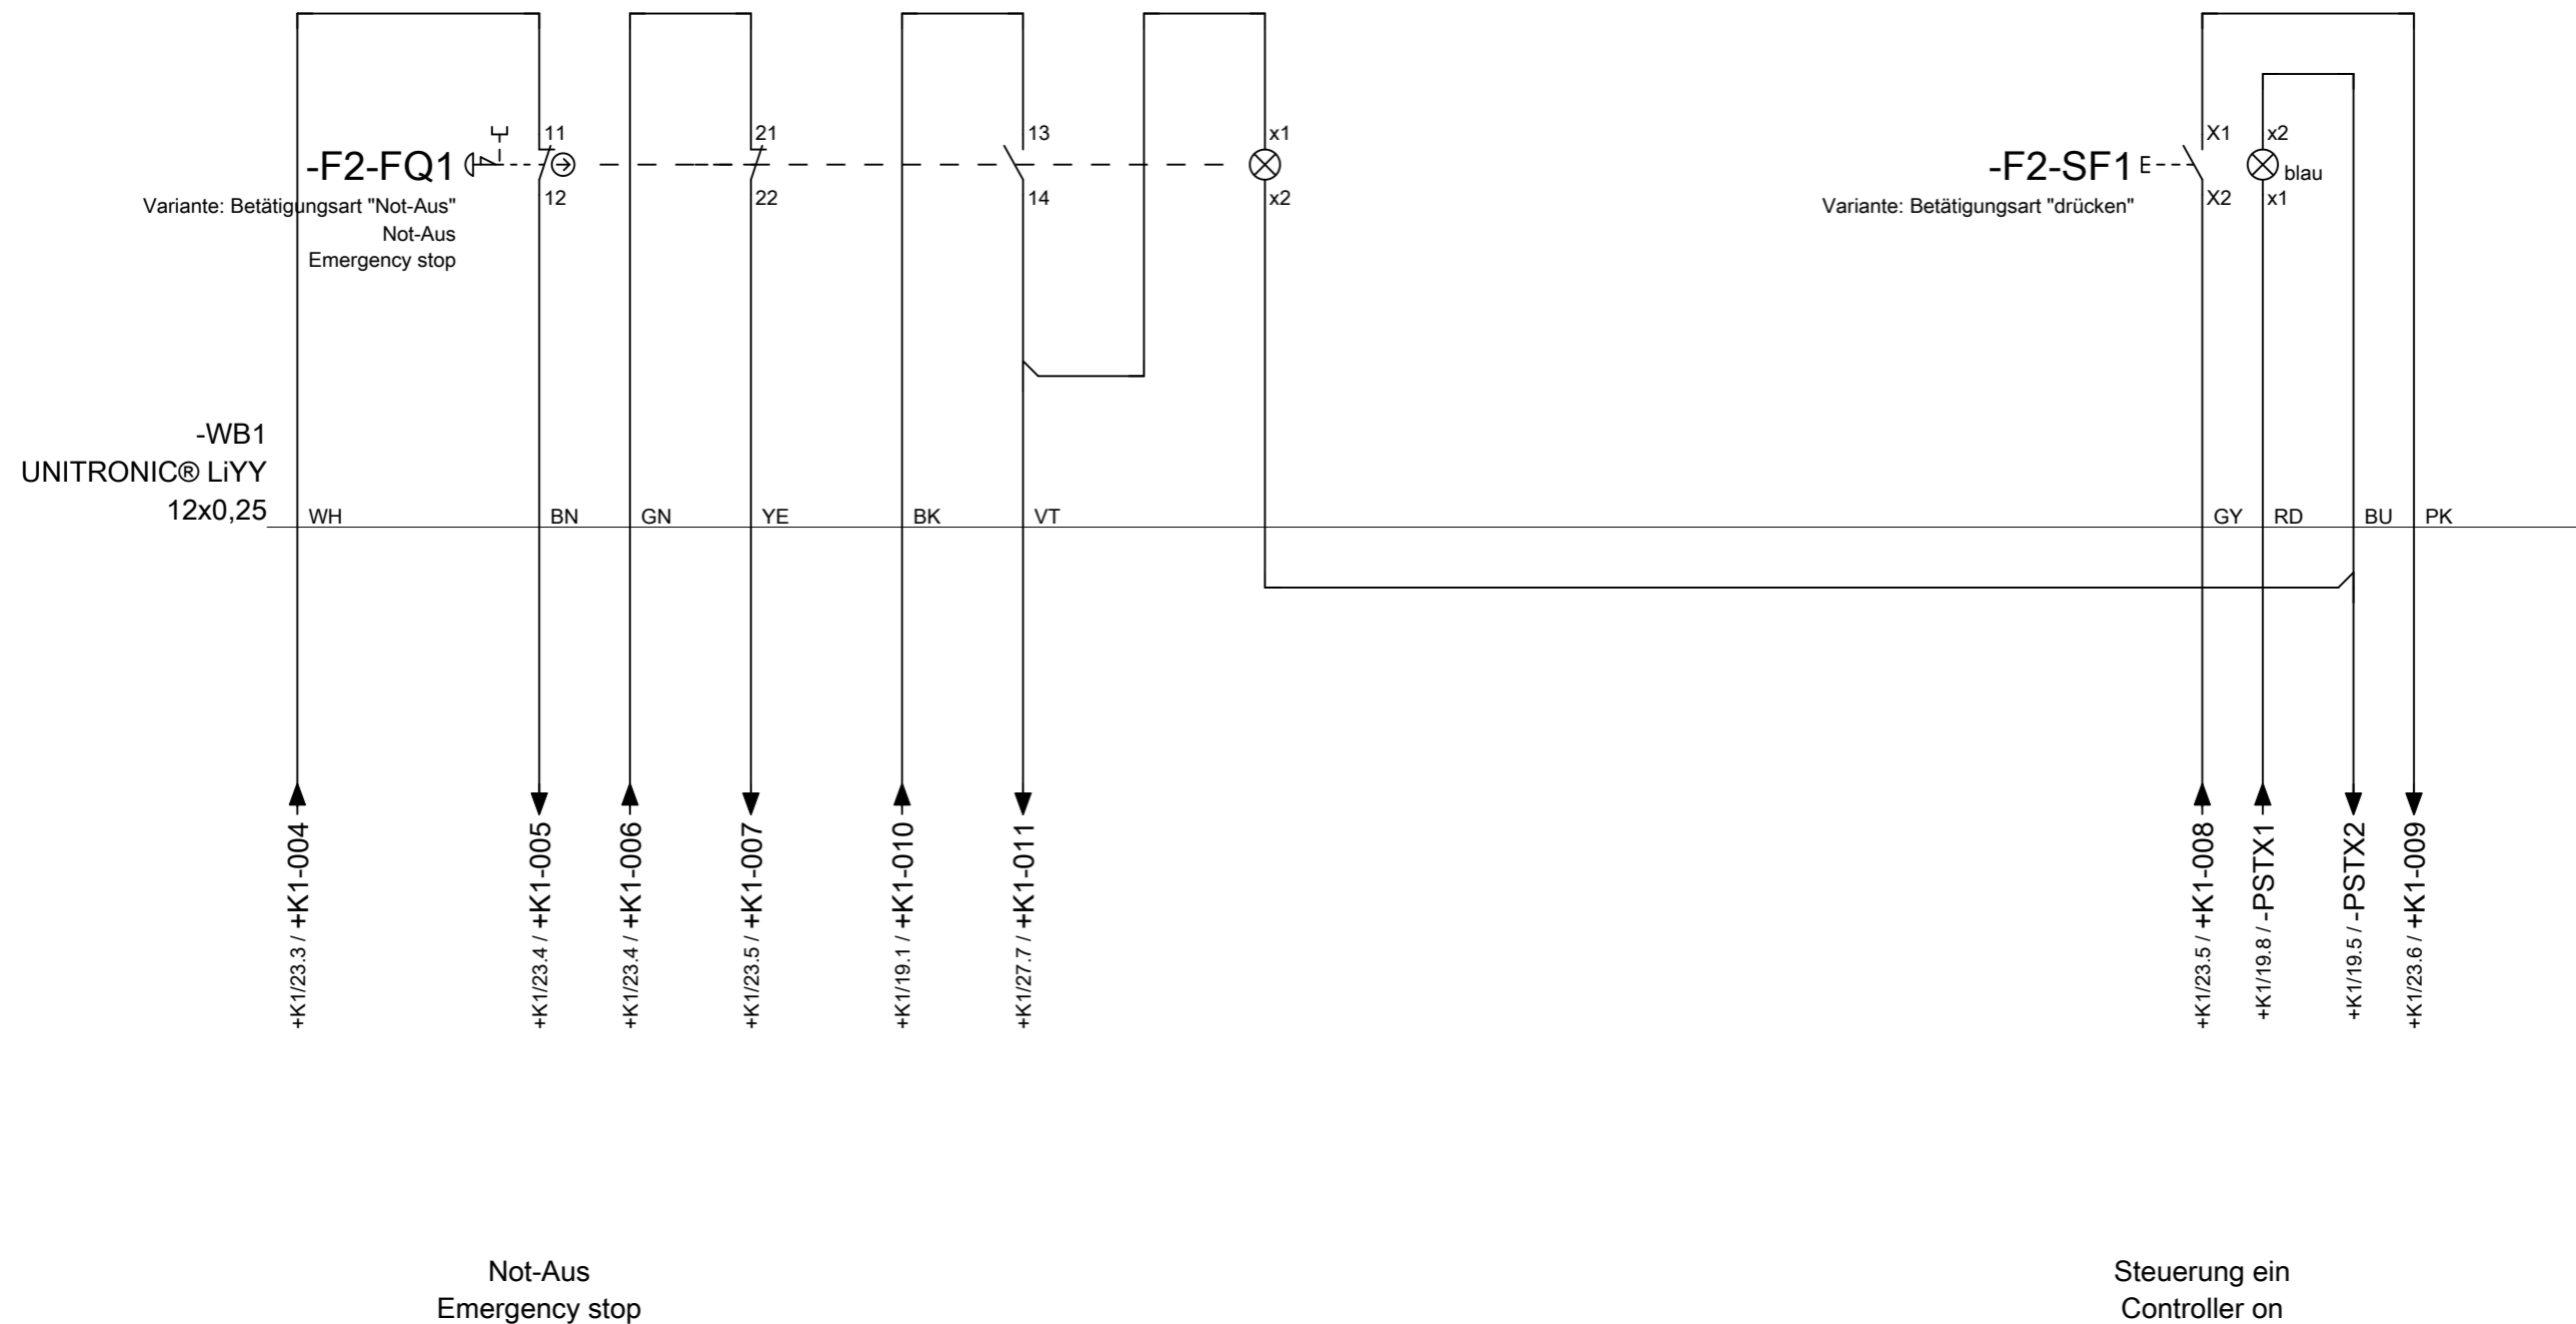 11
21
13
x1
X1
x2
-F2-FQ1
-F2-SF1
E
blau
12
22
14
x2
X2
x1
Variante: Betätigungsart "Not-Aus"
Not-Aus
Emergency stop
Variante: Betätigungsart "drücken"
-WB1
UNITRONIC® LiYY
12x0,25
WH
BN
GN
YE
BK
VT
GY
RD
BU
PK
+K1/23.3 / +K1-004
+K1/23.4 / +K1-005
+K1/23.4 / +K1-006
+K1/23.5 / +K1-007
+K1/19.1 / +K1-010
+K1/27.7 / +K1-011
+K1/23.5 / +K1-008
+K1/19.8 / -PSTX1
+K1/19.5 / -PSTX2
+K1/23.6 / +K1-009
Not-Aus
Emergency stop
Steuerung ein
Controller on